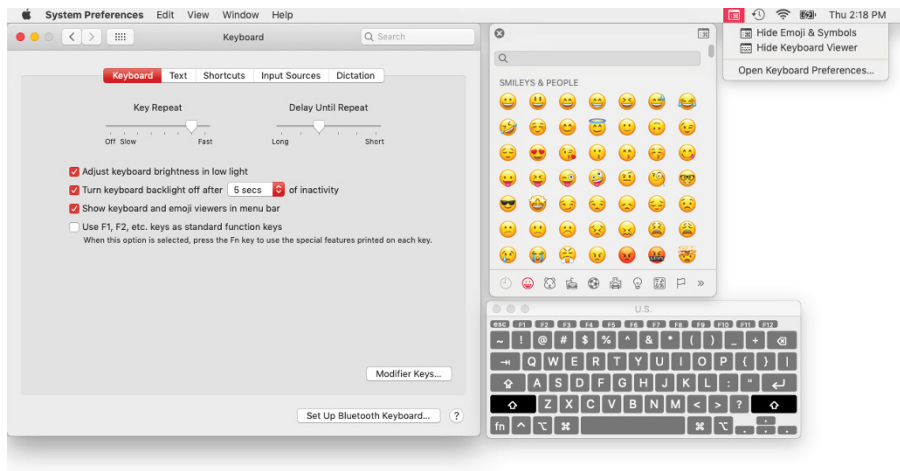 System Preferences Edit View Window Help
Thu 2:18 PM
Keyboard
Search
Keyboard Text Shortcuts Input Sources Dictation
Key Repeat
Delay Until Repeat
Off Slow Fast
Long Short
Adjust keyboard brightness in low light
Turn keyboard backlight off after 5 secs of inactivity
Show keyboard and emoji viewers in menu bar
Use F1, F2, etc. keys as standard function keys
When this option is selected, press the Fn key to use the special features printed on each key.
Modifier Keys...
Set Up Bluetooth Keyboard... ?
SMILEYS & PEOPLE
Hide Emoji & Symbols
Hide Keyboard Viewer
Open Keyboard Preferences...
U.S.
esc F1 F2 F3 F4 F5 F6 F7 F8 F9 F10 F11 F12
~ ! @ # $ % ^ & * ( ) _ +
Q W E R T Y U I O P { } |
A S D F G H J K L : "
Z X C V B N M < > ?
fn